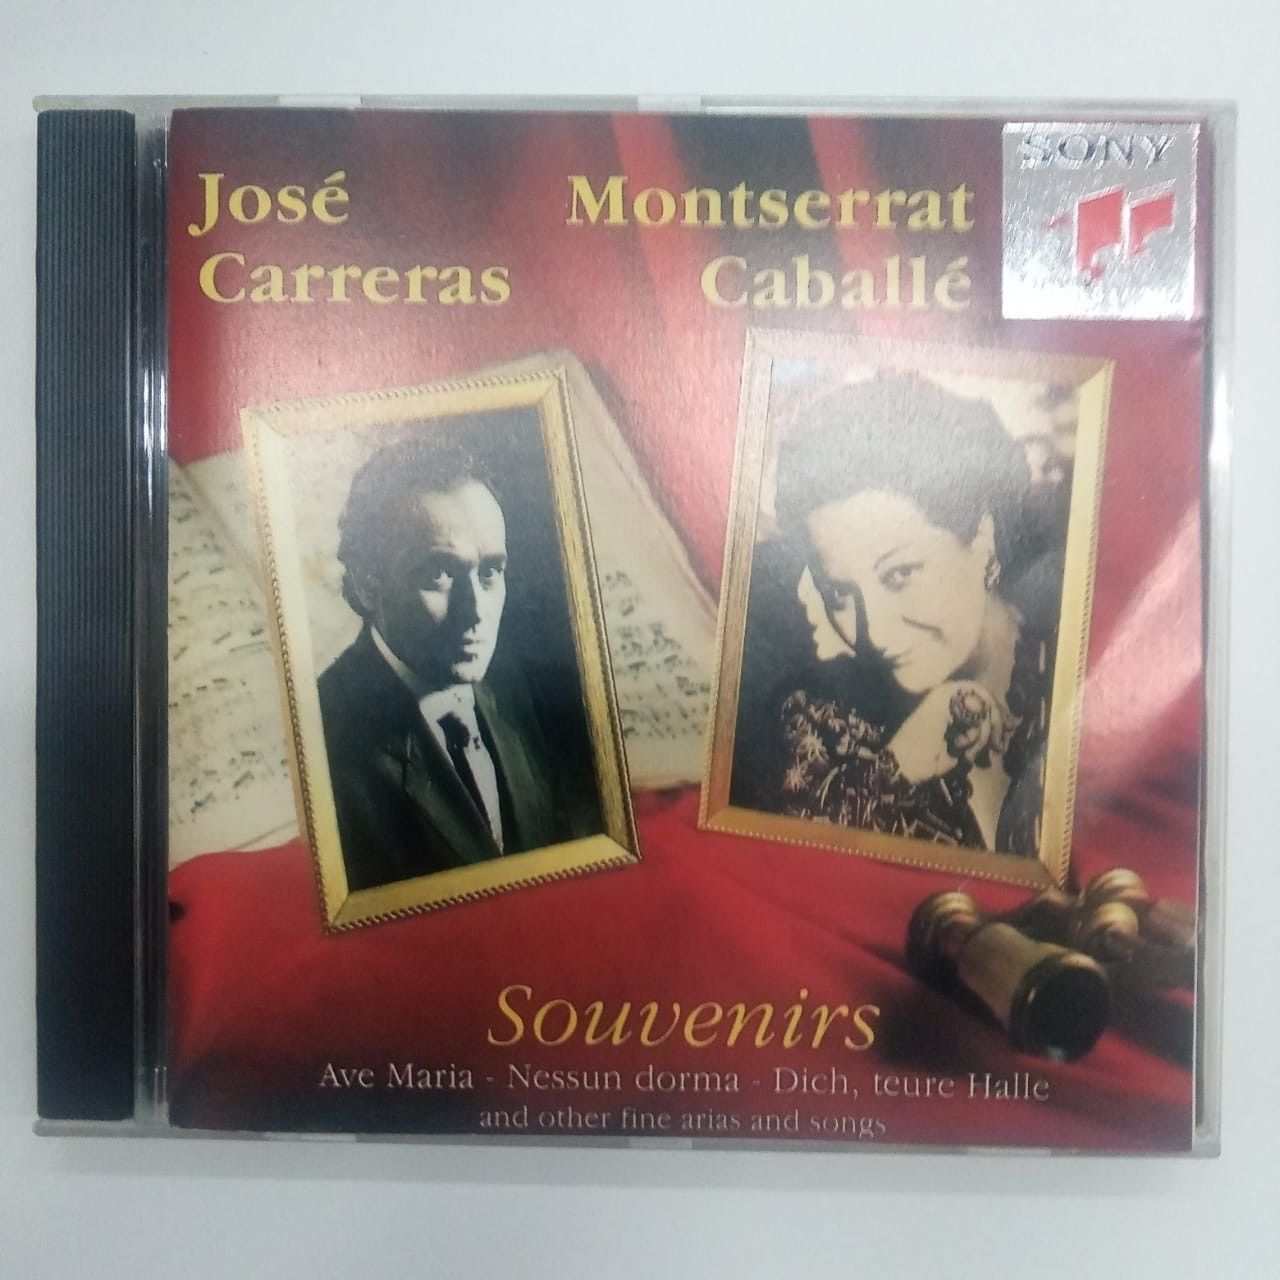 José
Carreras
Montserrat
Caballé
SONY
Souvenirs
Ave Maria - Nessun dorma - Dich, teure Halle
and other fine arias and songs